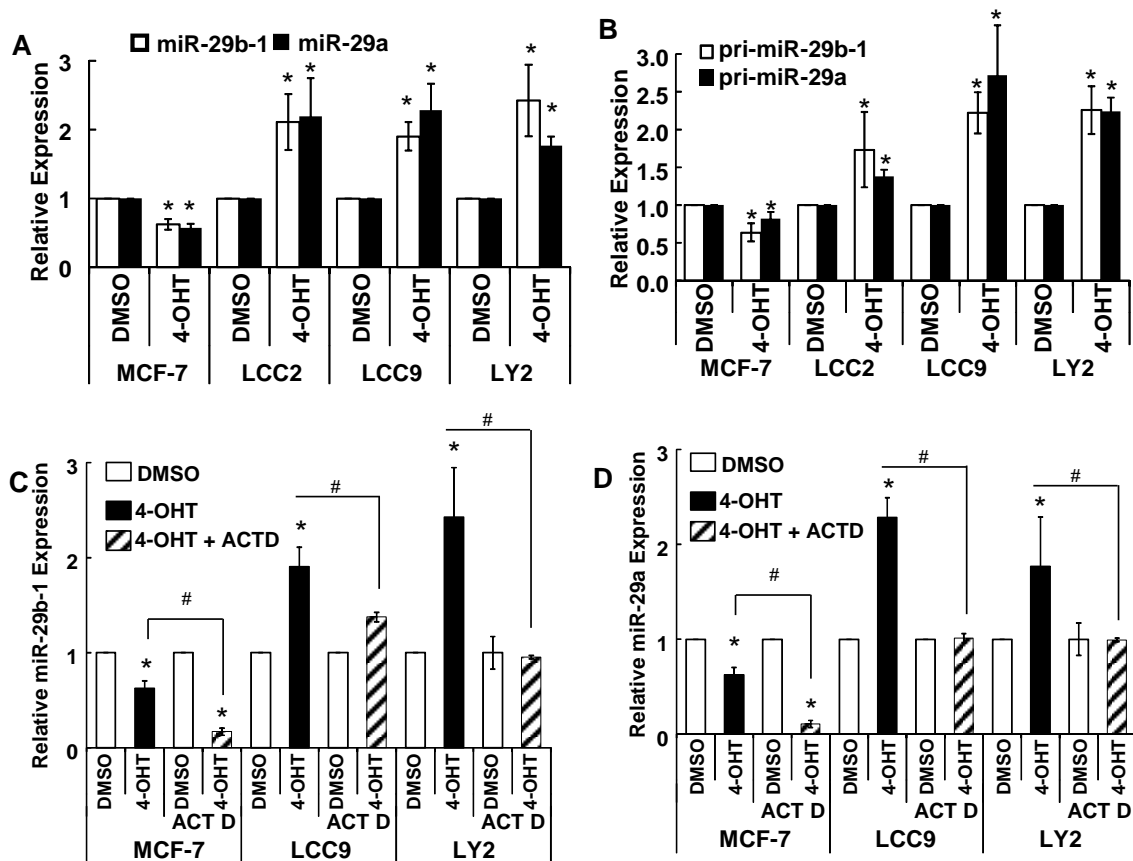 A
miR-29b-1 miR-29a
Relative Expression
3
2
1
0
* * * * * * * *
DMSO 4-OHT DMSO 4-OHT DMSO 4-OHT DMSO 4-OHT
MCF-7 LCC2 LCC9 LY2
B
pri-miR-29b-1
pri-miR-29a
Relative Expression
3.0
2.5
2.0
1.5
1.0
0.5
0.0
* * * * * * * *
DMSO 4-OHT DMSO 4-OHT DMSO 4-OHT DMSO 4-OHT
MCF-7 LCC2 LCC9 LY2
C
DMSO
4-OHT
4-OHT + ACTD
Relative miR-29b-1 Expression
3
2
1
0
# # #
* * * *
DMSO 4-OHT DMSO 4-OHT DMSO 4-OHT DMSO 4-OHT DMSO 4-OHT DMSO 4-OHT
ACT D ACT D ACT D
MCF-7 LCC9 LY2
D
DMSO
4-OHT
4-OHT + ACTD
Relative miR-29a Expression
3
2
1
0
# # #
* * * *
DMSO 4-OHT DMSO 4-OHT DMSO 4-OHT DMSO 4-OHT DMSO 4-OHT DMSO 4-OHT
ACT D ACT D ACT D
MCF-7 LCC9 LY2